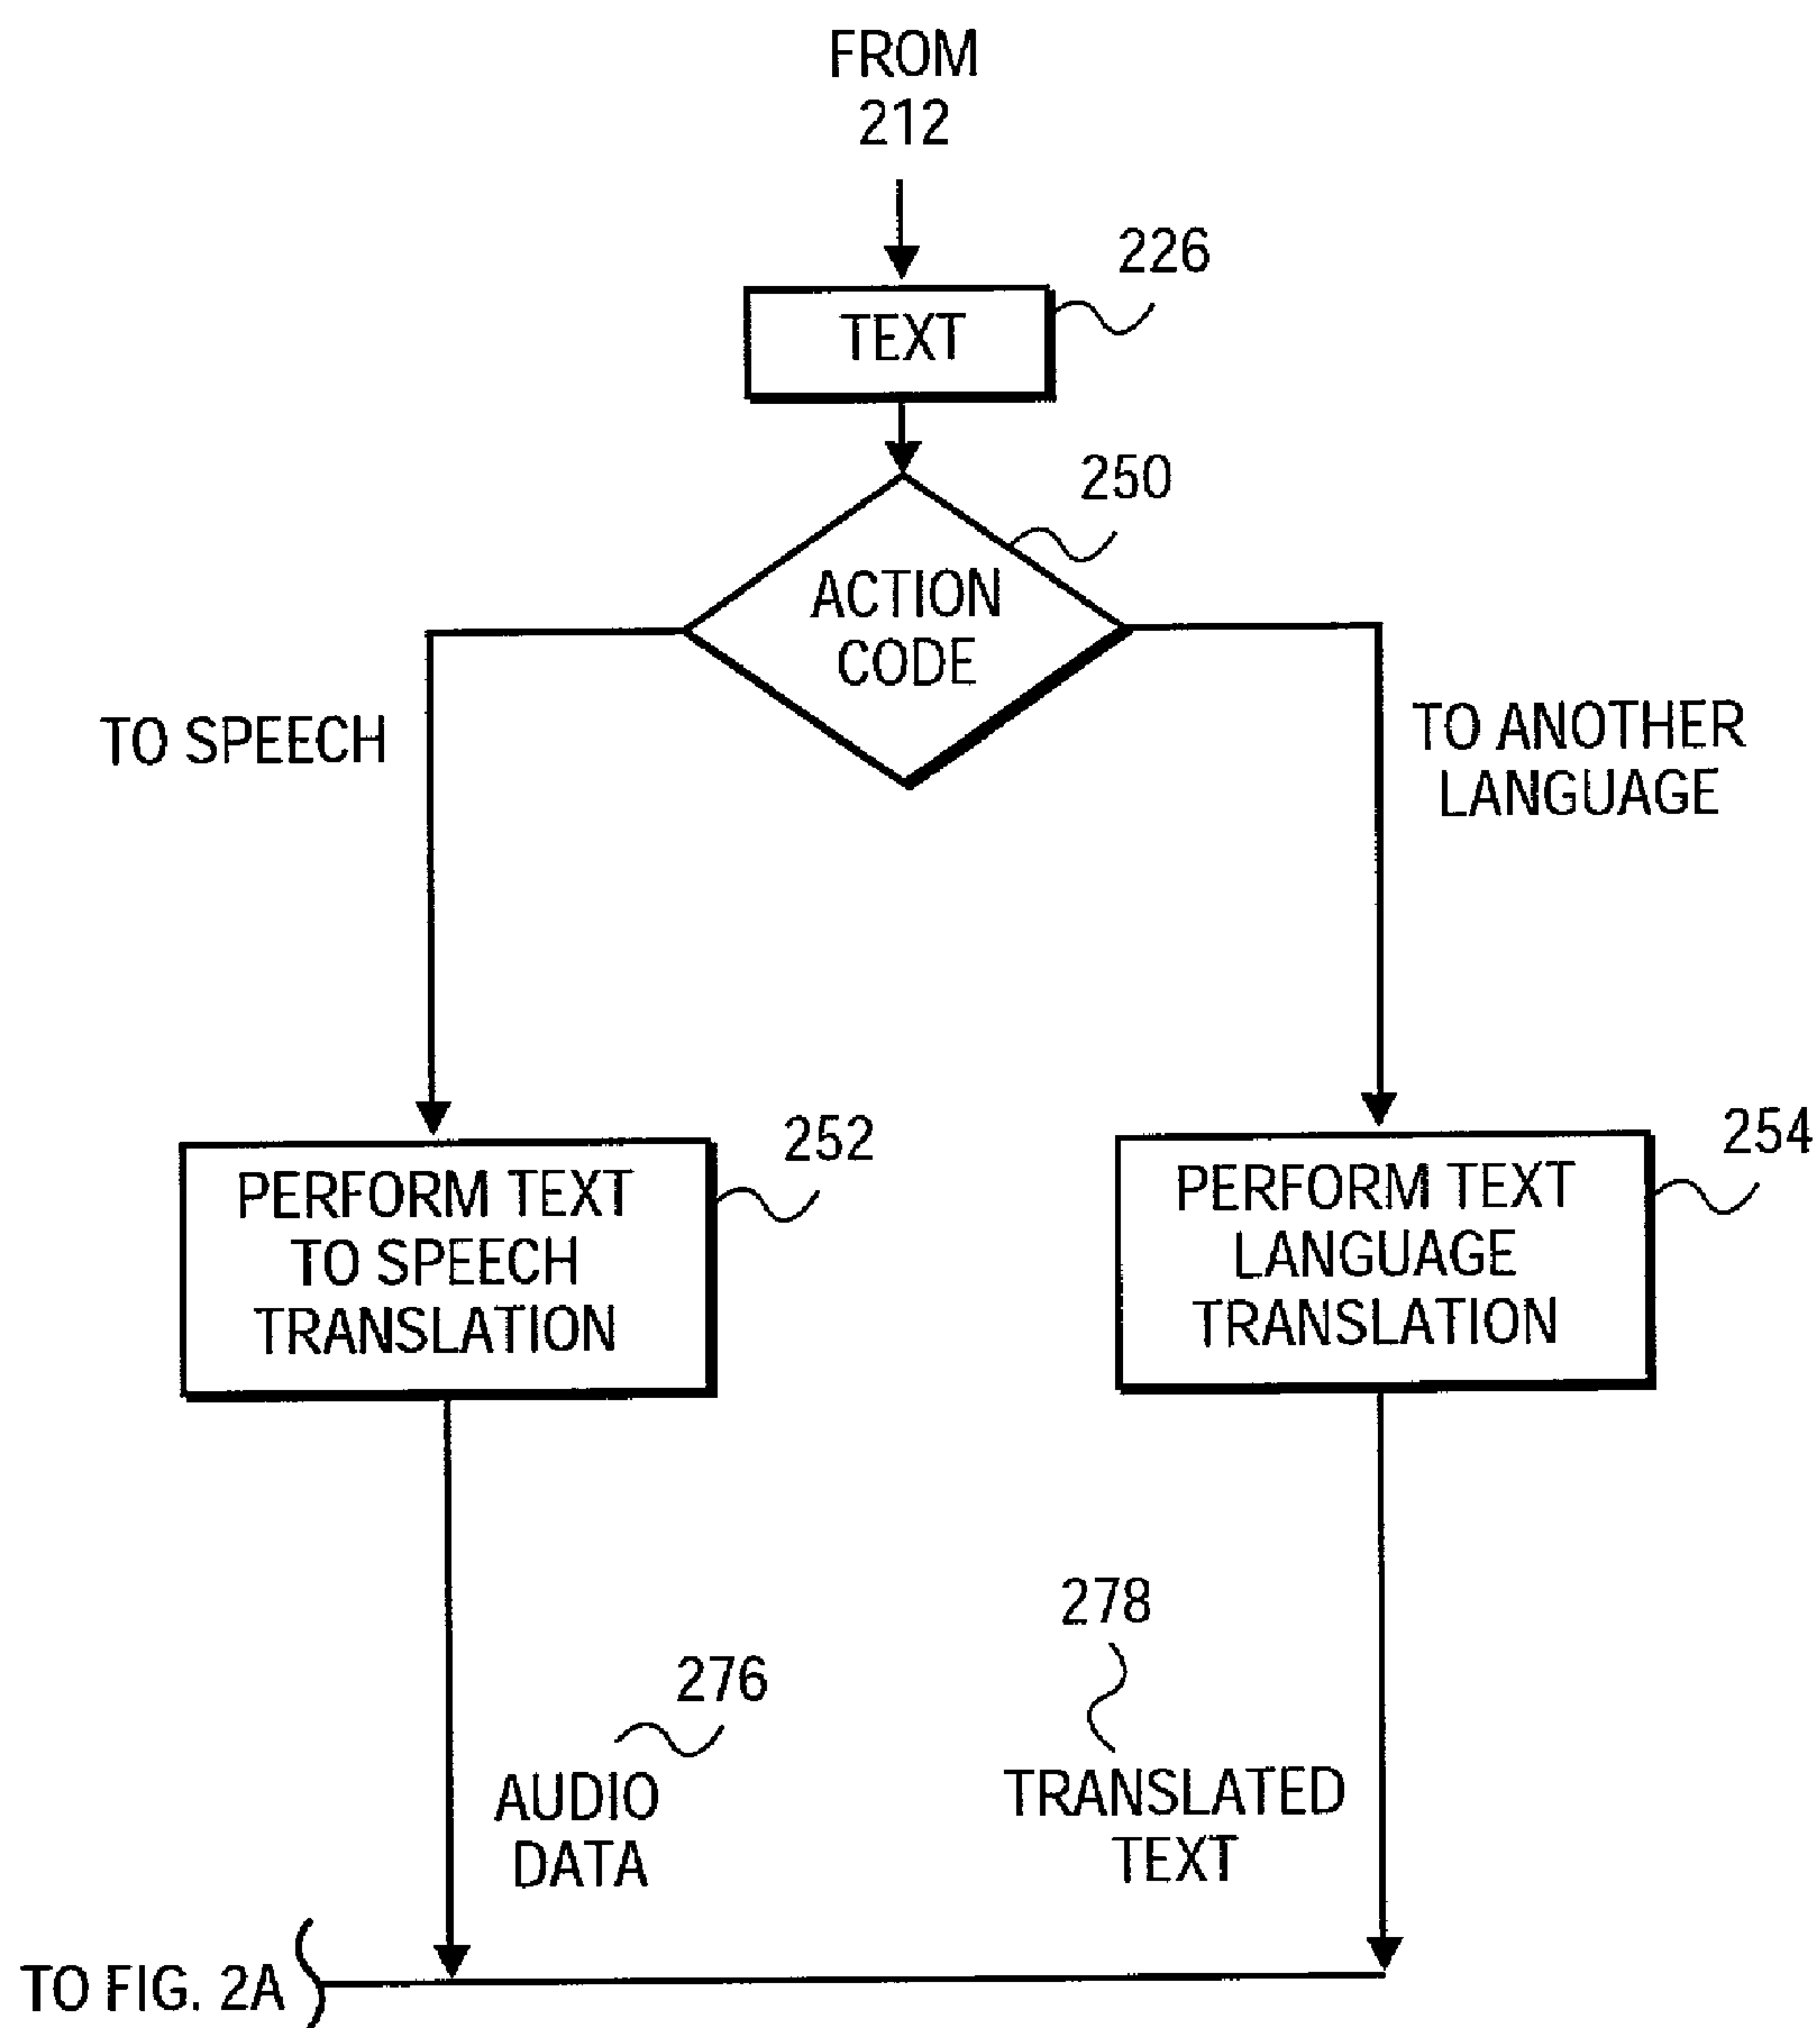 FROM
212
226
TEXT
250
ACTION
CODE
TO SPEECH
TO ANOTHER
LANGUAGE
252
PERFORM TEXT
TO SPEECH
TRANSLATION
254
PERFORM TEXT
LANGUAGE
TRANSLATION
276
AUDIO
DATA
278
TRANSLATED
TEXT
TO FIG. 2A